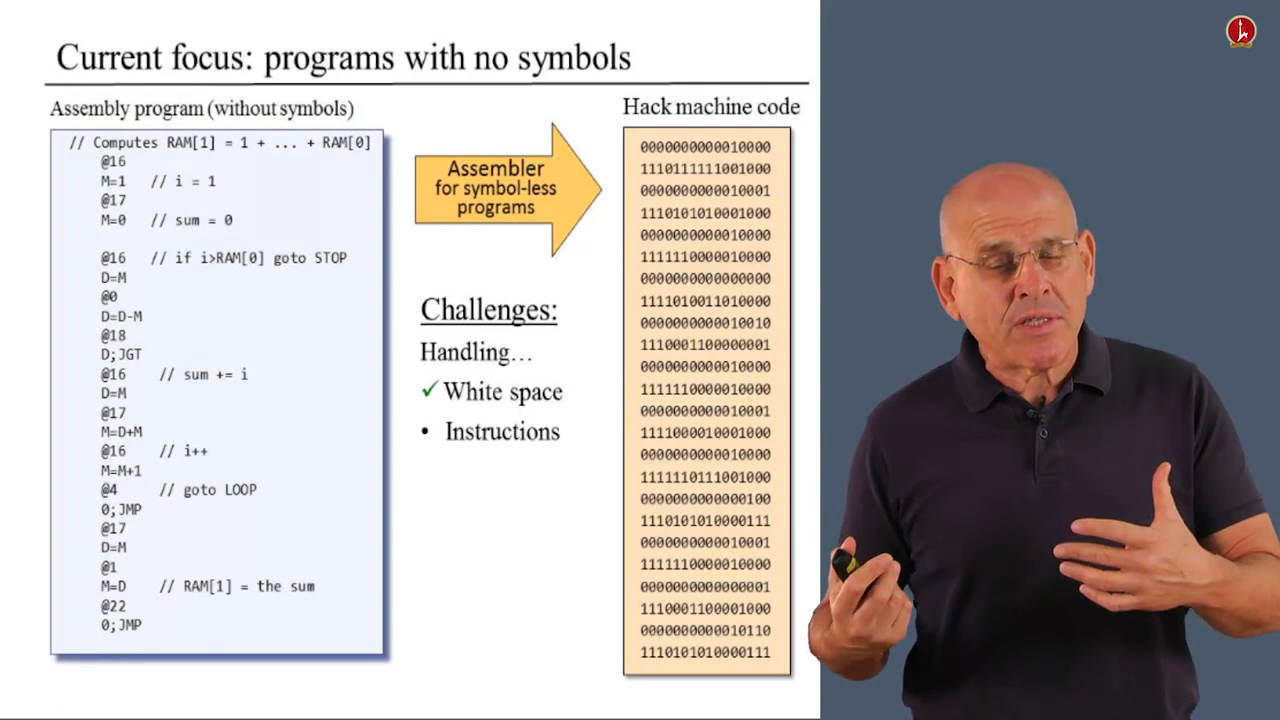 Current focus: programs with no symbols
Assembly program (without symbols)
// Computes RAM[1] = 1 + ... + RAM[0]
@16
M=1 // i = 1
@17
M=0 // sum = 0
@16 // if i>RAM[0] goto STOP
D=M
@0
D=D-M
@18
D;JGT
@16 // sum += i
D=M
@17
M=D+M
@16 // i++
M=M+1
@4 // goto LOOP
0;JMP
@17
D=M
@1
M=D // RAM[1] = the sum
@22
0;JMP
Assembler
for symbol-less
programs
Challenges:
Handling…
✓ White space
• Instructions
Hack machine code
0000000000010000
1110111111001000
0000000000010001
1110101010001000
0000000000010000
1111110000010000
0000000000000000
1111010011010000
0000000000010010
1110001100000001
0000000000010000
1111110000010000
0000000000010001
1111000010001000
0000000000010000
1111110111001000
0000000000000100
1110101010000111
0000000000010001
1111110000010000
0000000000000001
1110001100001000
0000000000010110
1110101010000111